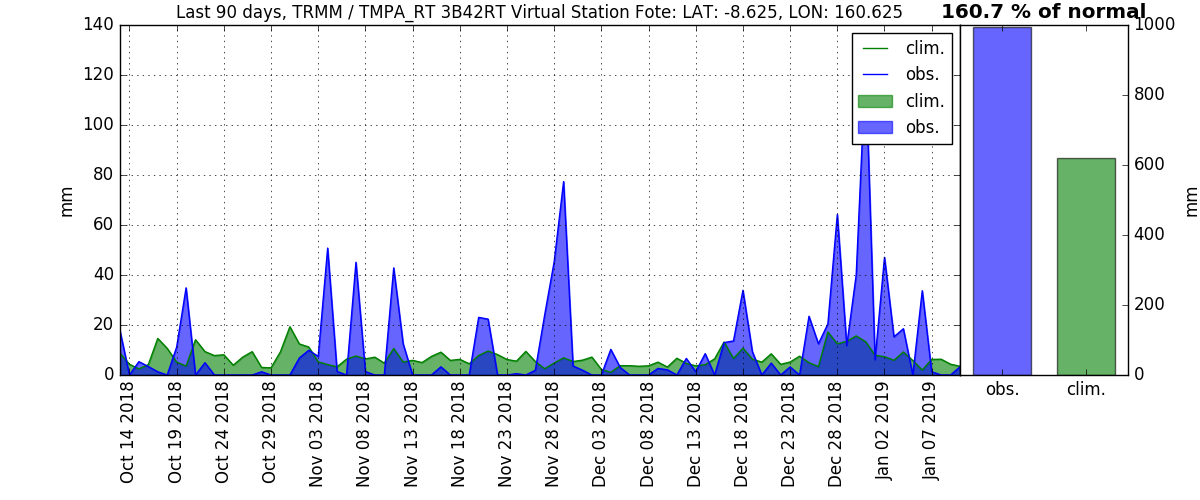 Last 90 days, TRMM / TMPA_RT 3B42RT Virtual Station Fote: LAT: -8.625, LON: 160.625
160.7 % of normal
140
120
100
80
60
40
20
0
mm
clim.
obs.
clim.
obs.
1000
800
600
400
200
0
mm
obs.
clim.
Oct 14 2018
Oct 19 2018
Oct 24 2018
Oct 29 2018
Nov 03 2018
Nov 08 2018
Nov 13 2018
Nov 18 2018
Nov 23 2018
Nov 28 2018
Dec 03 2018
Dec 08 2018
Dec 13 2018
Dec 18 2018
Dec 23 2018
Dec 28 2018
Jan 02 2019
Jan 07 2019